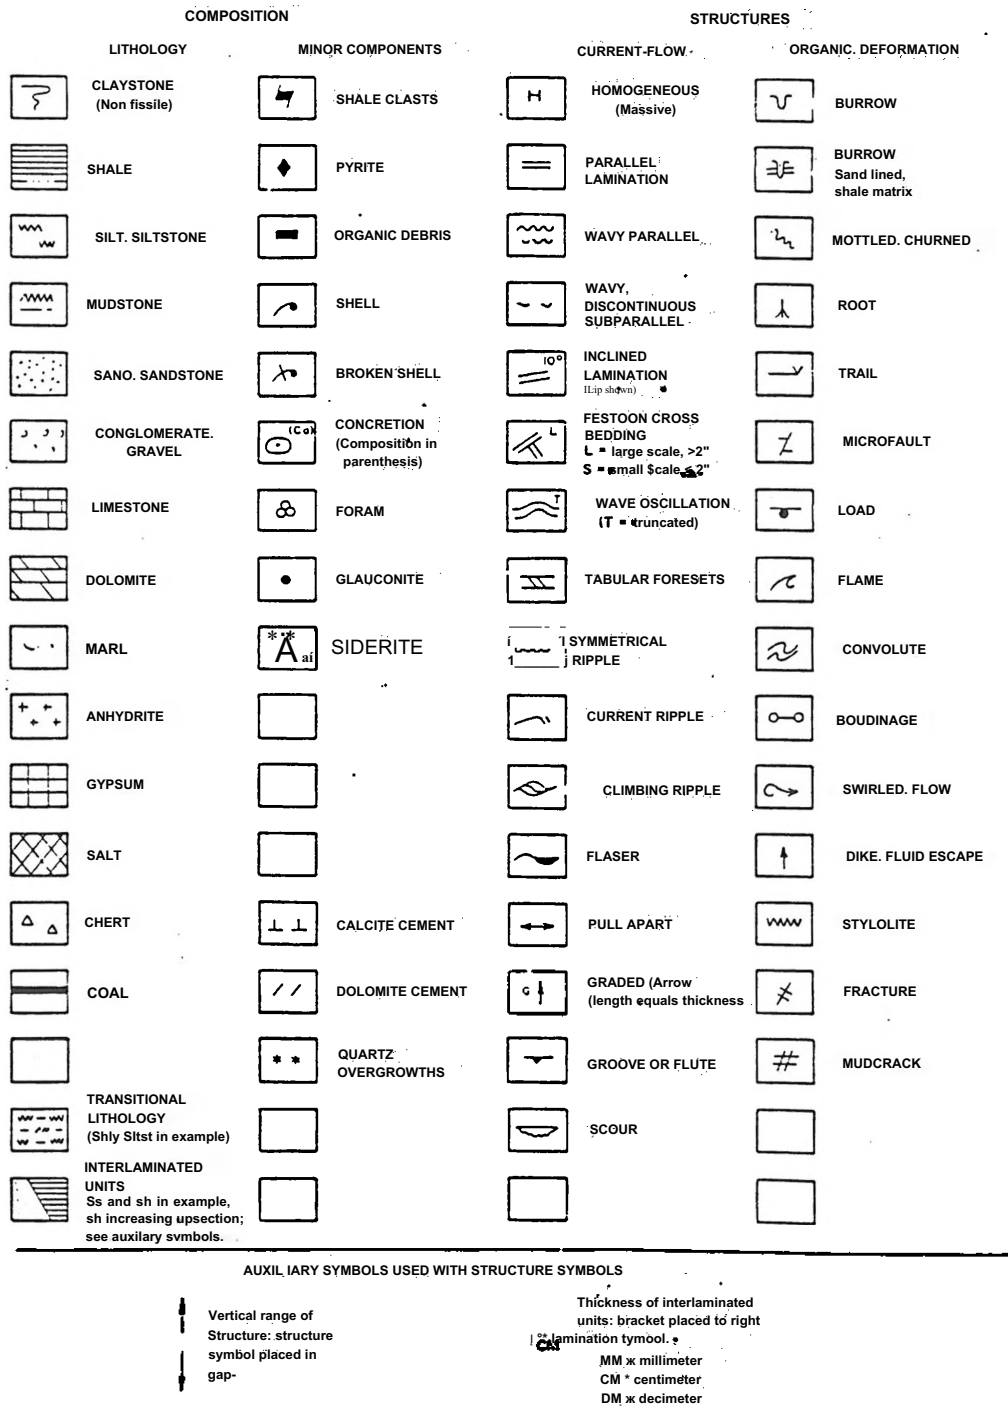 COMPOSITION
STRUCTURES
LITHOLOGY
MINOR COMPONENTS
CURRENT-FLOW
ORGANIC. DEFORMATION
CLAYSTONE
(Non fissile)
SHALE
SILT. SILTSTONE
MUDSTONE
SANO. SANDSTONE
CONGLOMERATE.
GRAVEL
LIMESTONE
DOLOMITE
MARL
ANHYDRITE
GYPSUM
SALT
CHERT
COAL
TRANSITIONAL
LITHOLOGY
(Shly Sltst in example)
INTERLAMINATED
UNITS
Ss and sh in example,
sh increasing upsection;
see auxilary svmbols.
SHALE CLASTS
PYRITE
ORGANIC DEBRIS
SHELL
BROKEN SHELL
(Ca)
CONCRETION
(Composition in
parenthesis)
FORAM
GLAUCONITE
SIDERITE
CALCITE CEMENT
DOLOMITE CEMENT
QUARTZ
OVERGROWTHS
H
HOMOGENEOUS
(Massive)
PARALLEL
LAMINATION
WAVY PARALLEL
WAVY,
DISCONTINUOUS
SUBPARALLEL
10°
INCLINED
LAMINATION
L
FESTOON CROSS
BEDDING
L = large scale, >2"
S = small $cale ≤ 2"
T
WAVE OSCILLATION
(T = truncated)
TABULAR FORESETS
SYMMETRICAL
RIPPLE
CURRENT RIPPLE
CLIMBING RIPPLE
FLASER
PULL APART
G
GRADED (Arrow
(length equals thickness
GROOVE OR FLUTE
SCOUR
BURROW
BURROW
Sand lined,
shale matrix
MOTTLED. CHURNED
ROOT
TRAIL
MICROFAULT
LOAD
FLAME
CONVOLUTE
BOUDINAGE
SWIRLED. FLOW
DIKE. FLUID ESCAPE
STYLOLITE
FRACTURE
MUDCRACK
AUXIL IARY SYMBOLS USED WITH STRUCTURE SYMBOLS
Vertical range of
Structure: structure
symbol placed in
gap-
Thickness of interlaminated
units: bracket placed to right
lamination tymool.
MM ж millimeter
CM * centimeter
DM ж decimeter